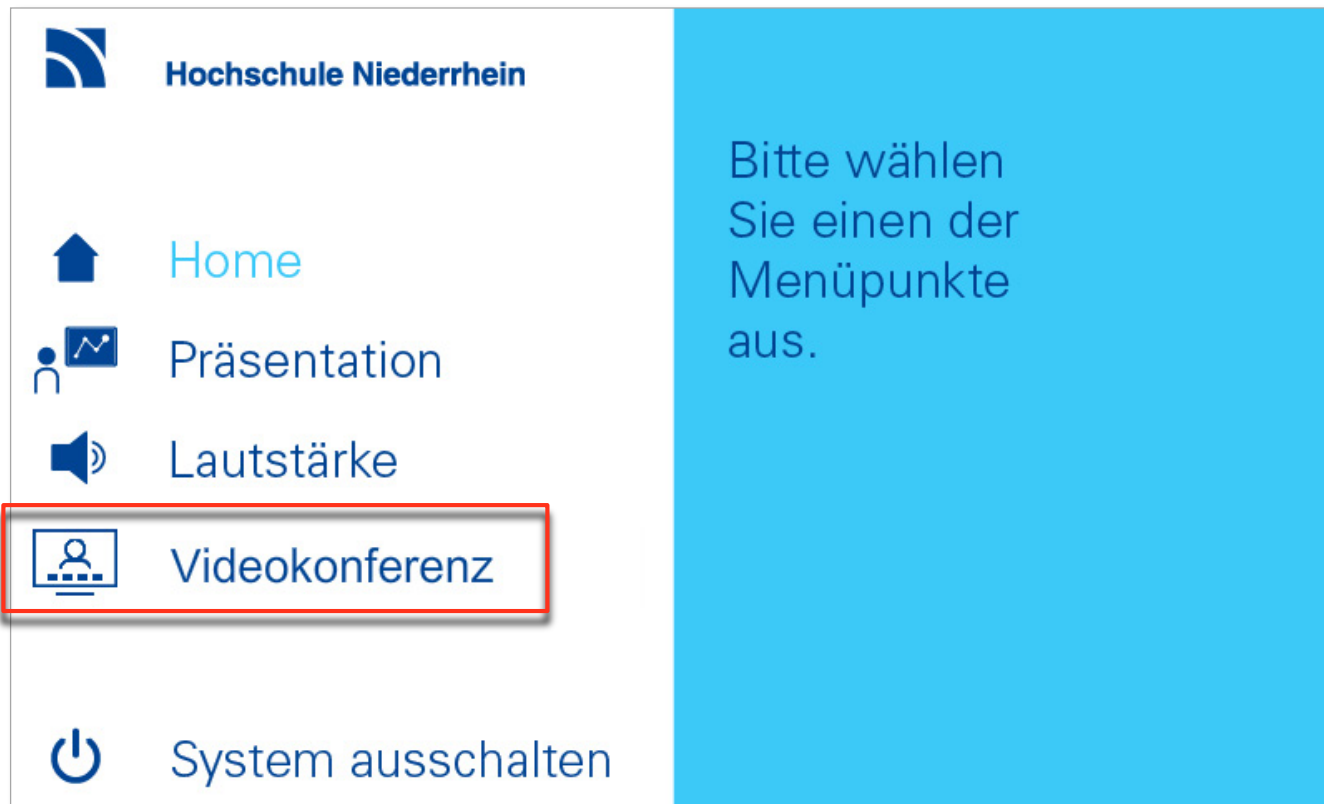 Hochschule Niederrhein
Home
Präsentation
Lautstärke
Videokonferenz
System ausschalten
Bitte wählen
Sie einen der
Menüpunkte
aus.